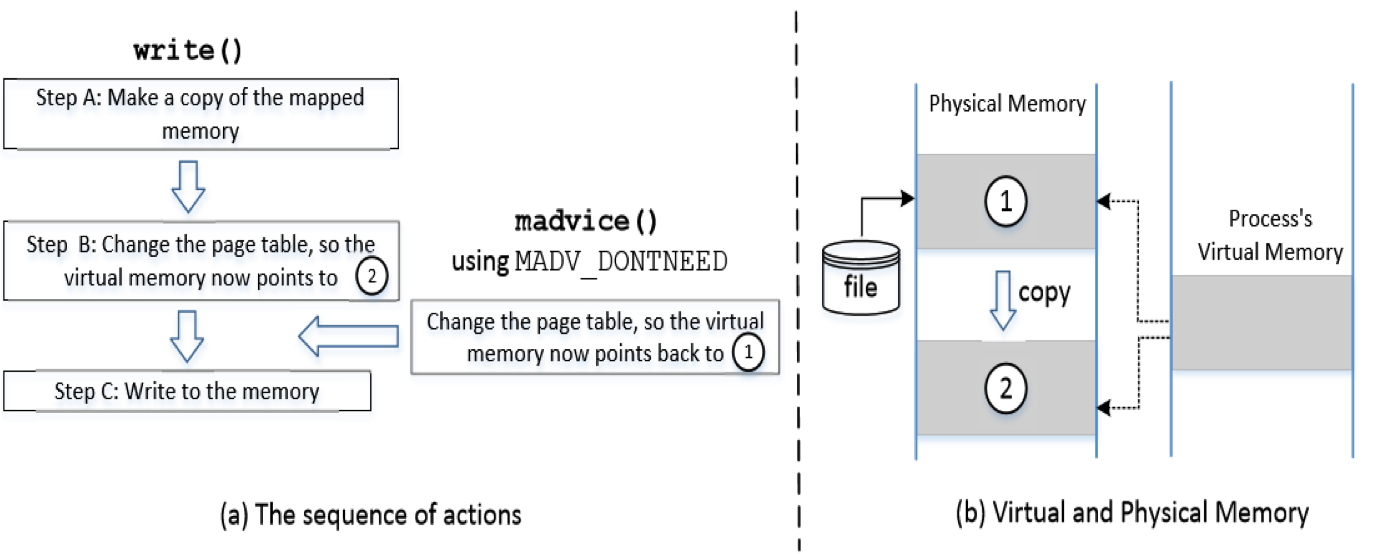 write()
Step A: Make a copy of the mapped
memory
Step B: Change the page table, so the
virtual memory now points to 2
Step C: Write to the memory
madvice()
using MADV_DONTNEED
Change the page table, so the virtual
memory now points back to 1
(a) The sequence of actions
Physical Memory
1
file
copy
2
Process's
Virtual Memory
(b) Virtual and Physical Memory